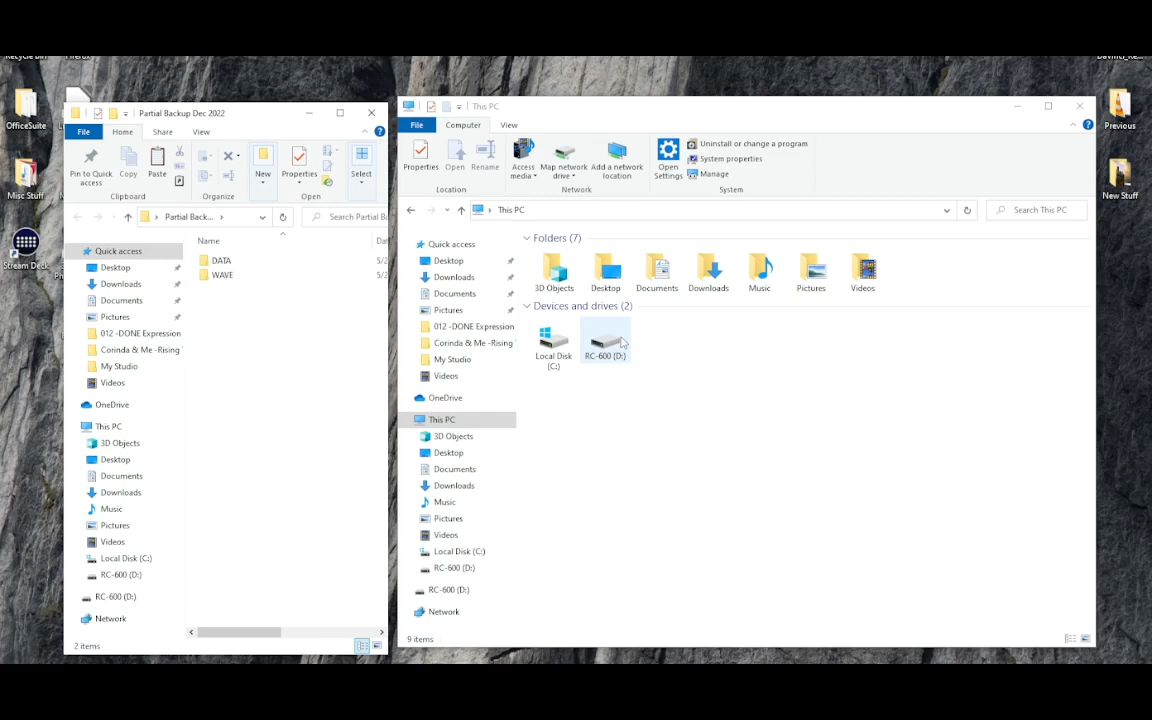 Recycle Bin
Firefox
OfficeSuite
Misc Stuff
Stream Deck
Previous
New Stuff
Partial Backup Dec 2022
File Home Share View
Pin to Quick access
Copy
Paste
New
Properties
Select
Clipboard Organize Open
Partial Back...
Search Partial B
Quick access
Desktop
Downloads
Documents
Pictures
012 -DONE Expression
Corinda & Me -Rising
My Studio
Videos
OneDrive
This PC
3D Objects
Desktop
Documents
Downloads
Music
Pictures
Videos
Local Disk (C:)
RC-600 (D:)
RC-600 (D:)
Network
Name
Dat
DATA 5/2
WAVE 5/2
2 items
This PC
File Computer View
Properties
Open
Rename
Access media
Map network drive
Add a network location
Open Settings
Uninstall or change a program
System properties
Manage
Location Network System
This PC
Search This PC
Quick access
Desktop
Downloads
Documents
Pictures
012 -DONE Expression
Corinda & Me -Rising
My Studio
Videos
OneDrive
This PC
3D Objects
Desktop
Documents
Downloads
Music
Pictures
Videos
Local Disk (C:)
RC-600 (D:)
RC-600 (D:)
Network
Folders (7)
3D Objects Desktop Documents Downloads Music Pictures Videos
Devices and drives (2)
Local Disk (C:)
RC-600 (D:)
9 items